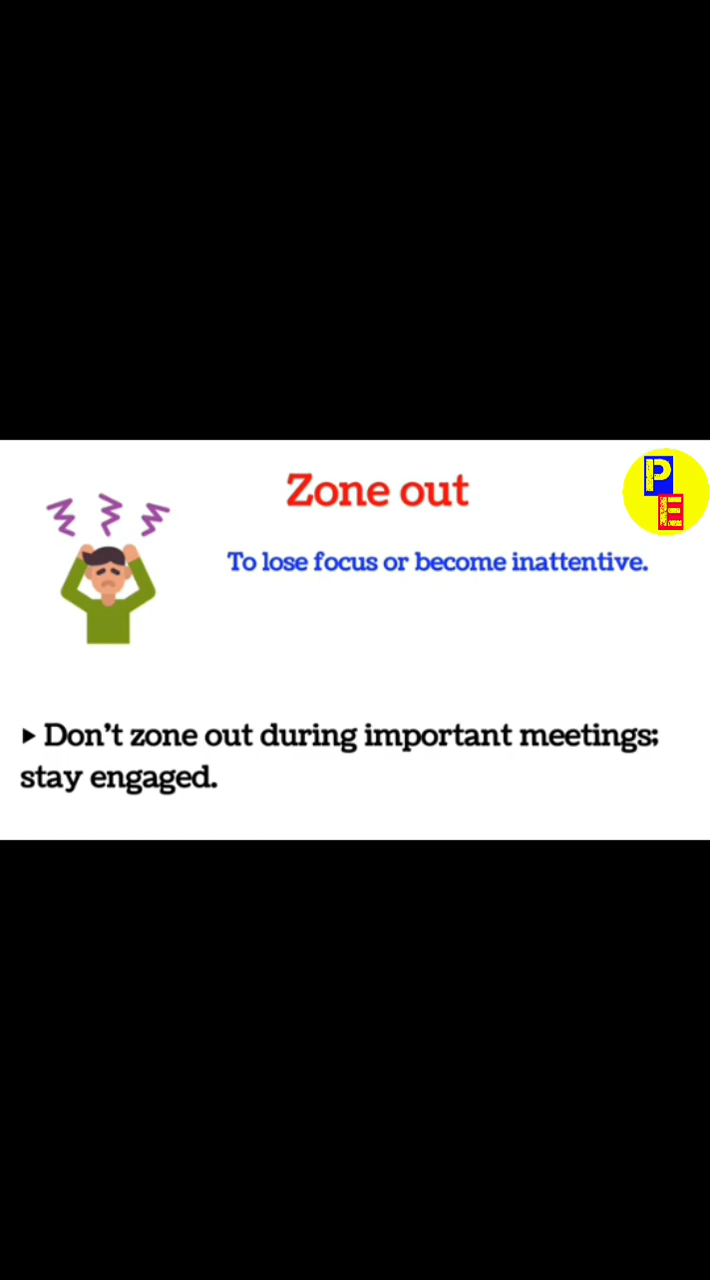 Zone out
P
E
To lose focus or become inattentive.
▸ Don't zone out during important meetings;
stay engaged.